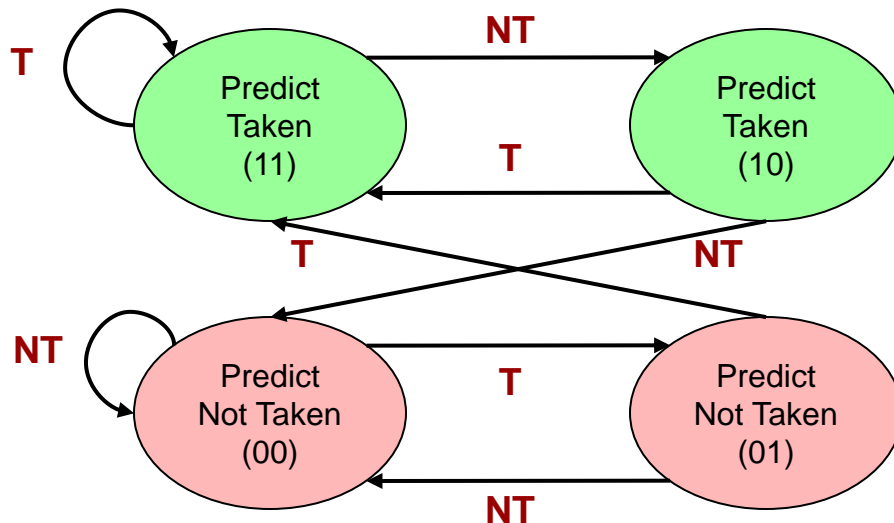 NT
T
Predict
Taken
(11)
Predict
Taken
(10)
T
T
NT
NT
Predict
Not Taken
(00)
Predict
Not Taken
(01)
T
NT